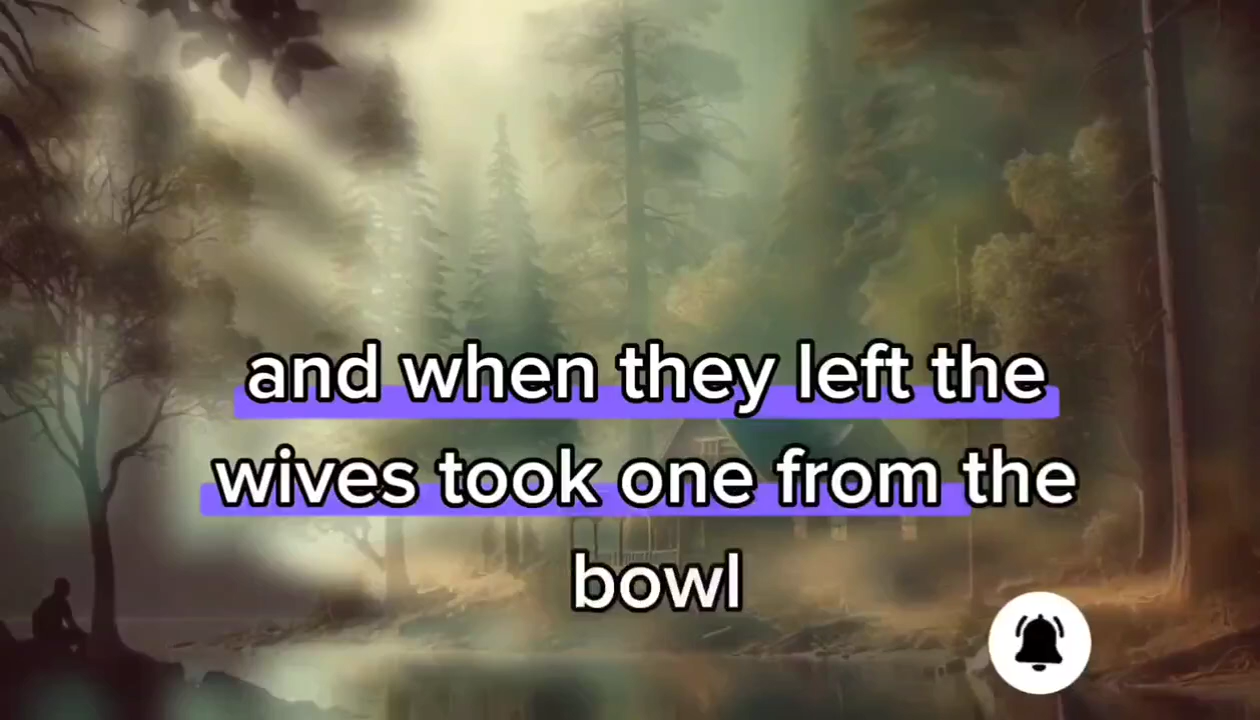 and when they left the
wives took one from the
bowl